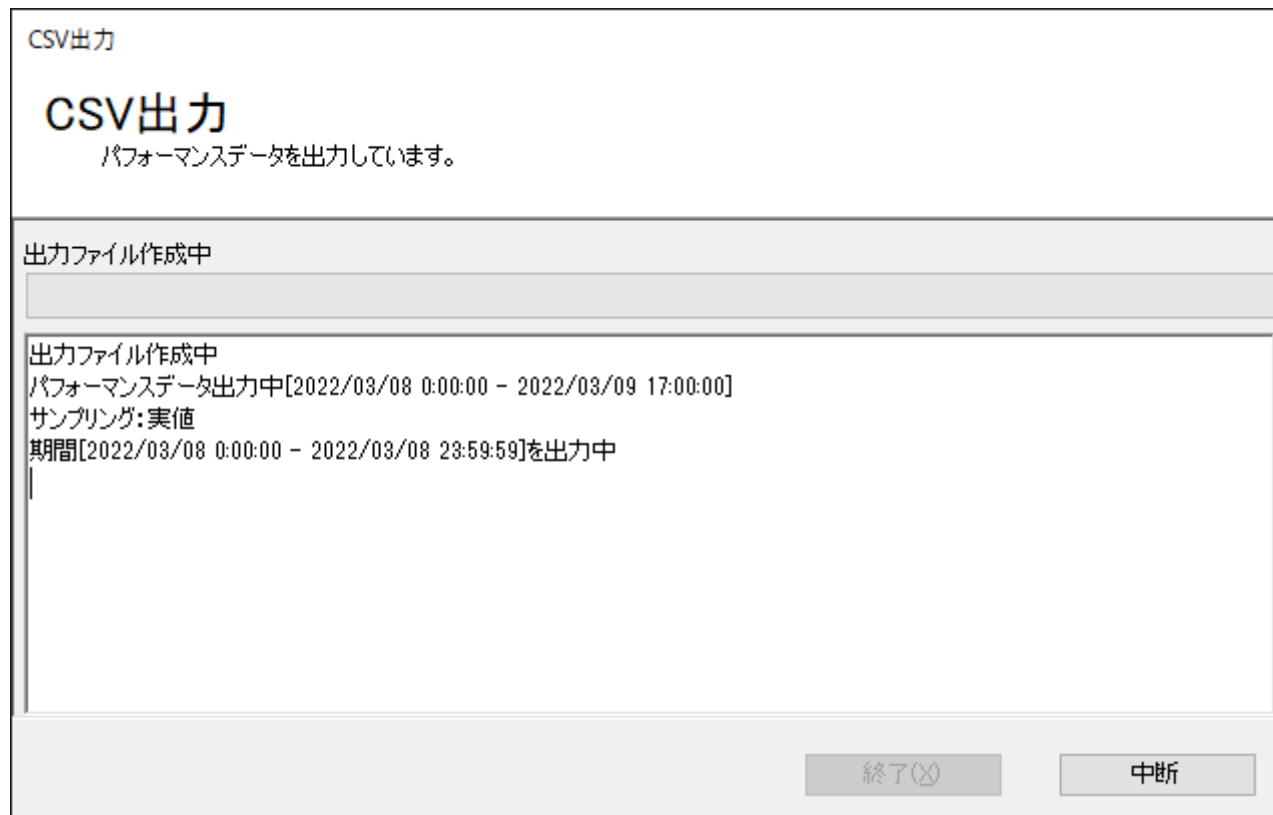 CSV出力
CSV出力
パフォーマンスデータを出力しています。
出力ファイル作成中
出力ファイル作成中
パフォーマンスデータ出力中[2022/03/08 0:00:00 - 2022/03/09 17:00:00]
サンプリング:実値
期間[2022/03/08 0:00:00 - 2022/03/08 23:59:59]を出力中
終了(X) 中断